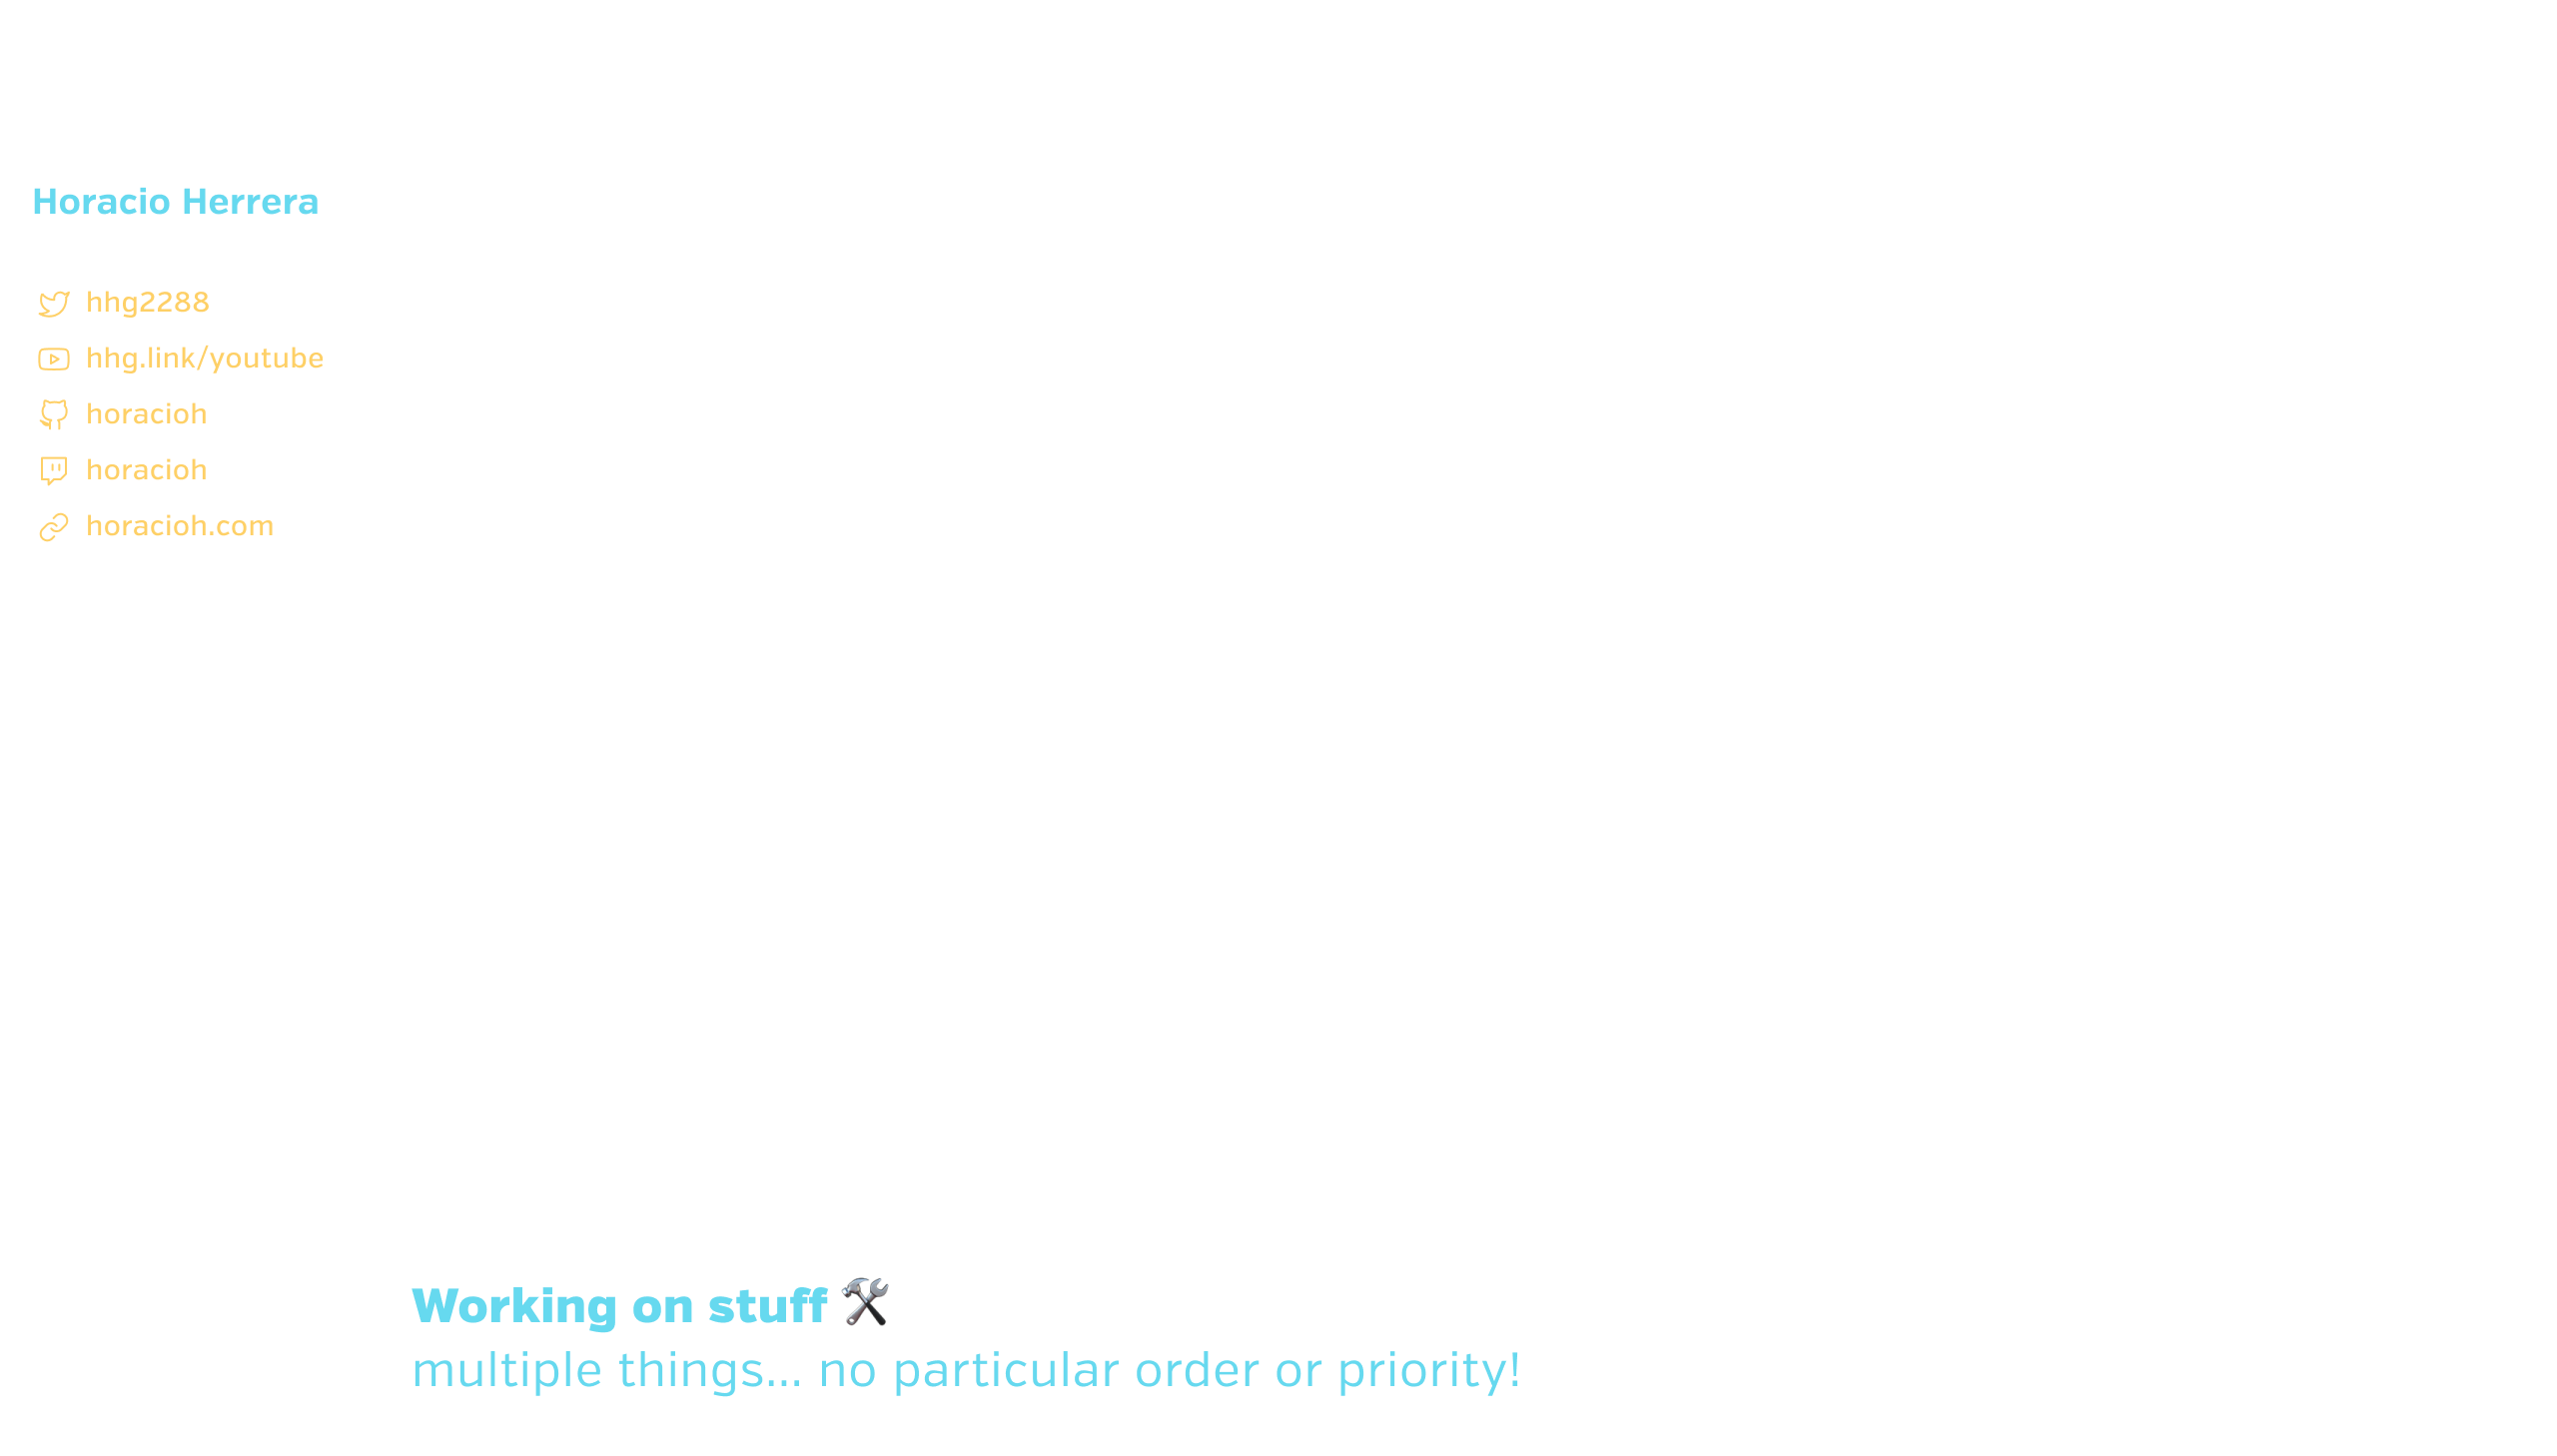 Horacio Herrera
hhg2288
hhg.link/youtube
horacioh
horacioh
horacioh.com
Working on stuff 🛠
multiple things... no particular order or priority!